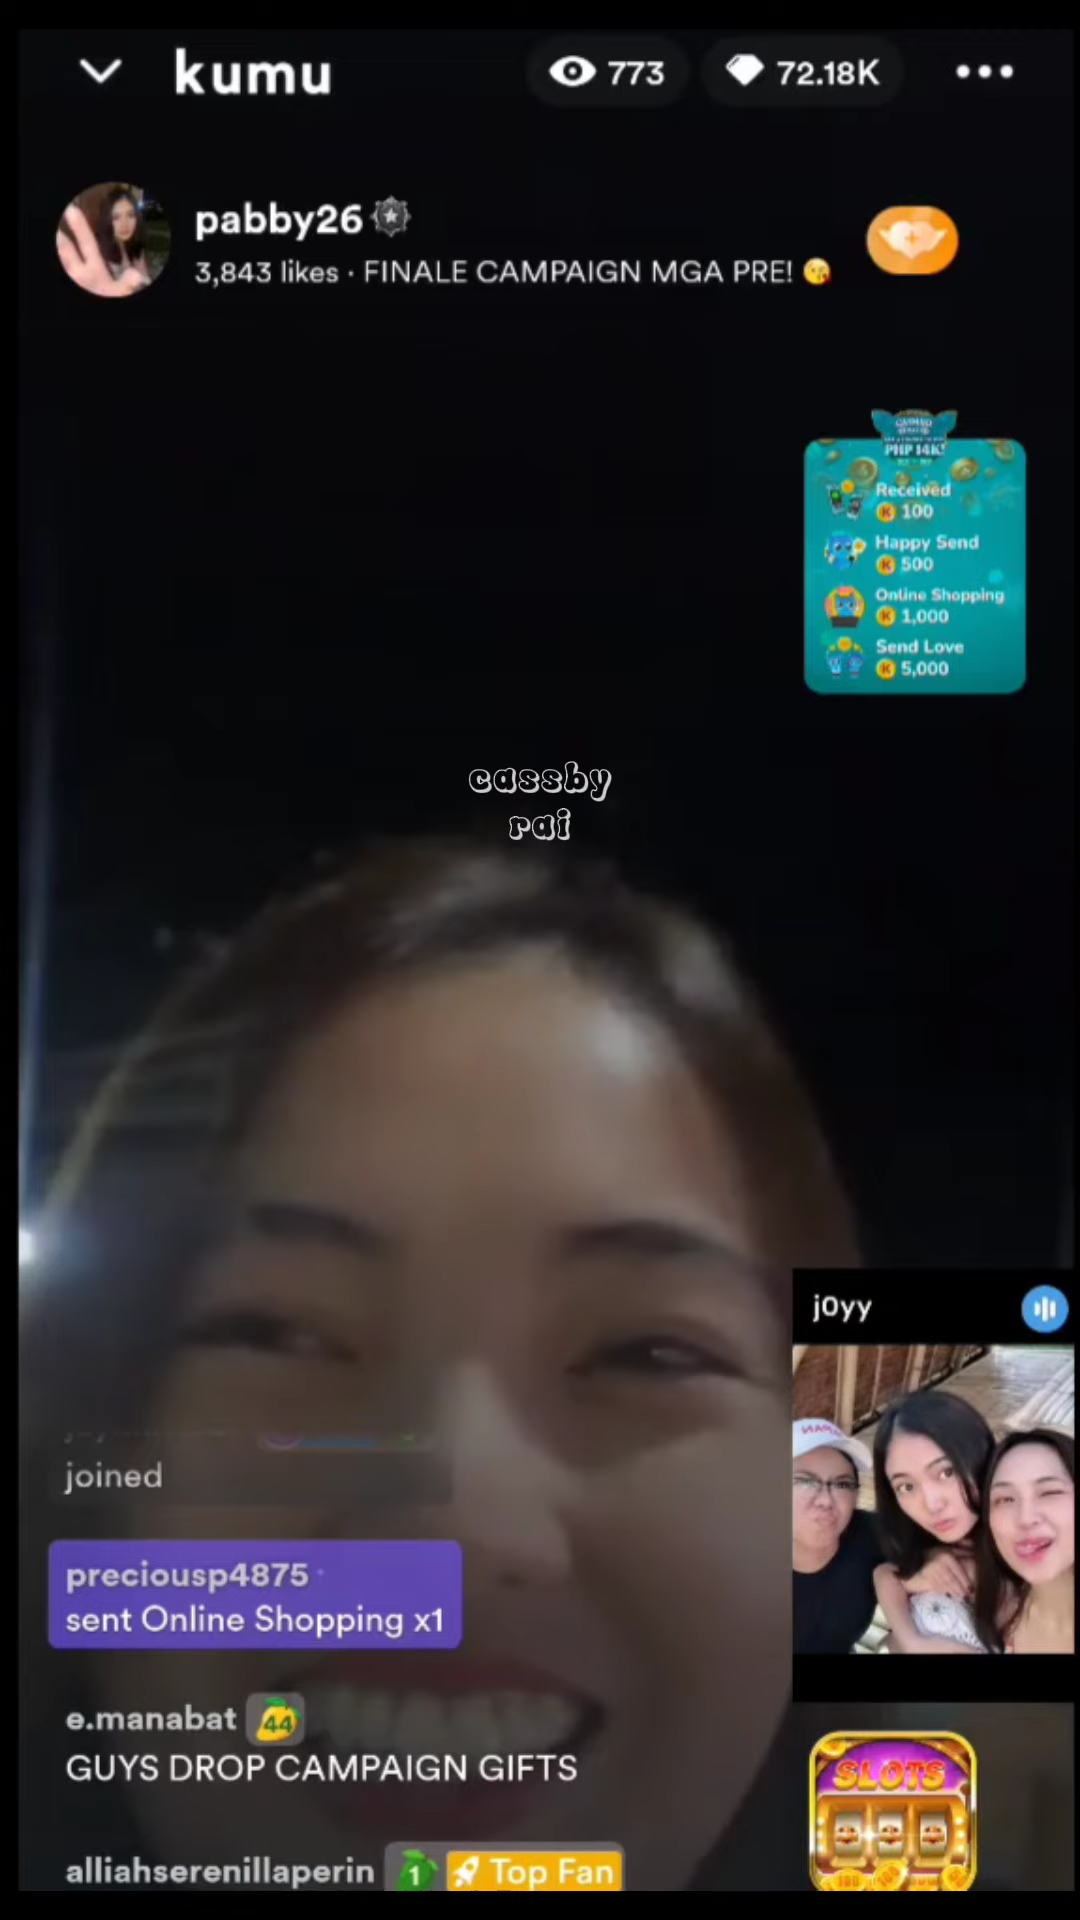 kumu
773
72.18K
pabby26
3,843 likes · FINALE CAMPAIGN MGA PRE! 😘
PHP 14K!
Received
100
Happy Send
500
Online Shopping
1,000
Send Love
5,000
cassby
rai
j0yy
joined
preciousp4875
sent Online Shopping x1
e.manabat 44
GUYS DROP CAMPAIGN GIFTS
SLOTS
alliahserenillaperin 1 Top Fan